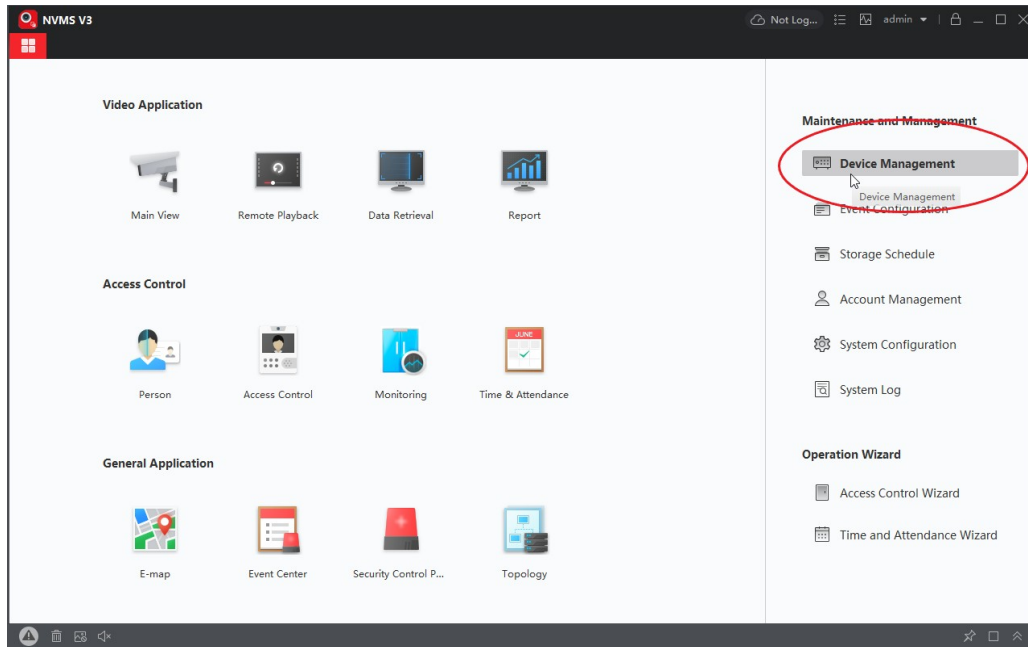 NVMS V3
Not Log...
admin
Video Application
Main View
Remote Playback
Data Retrieval
Report
Access Control
Person
Access Control
JUNE
Monitoring
Time & Attendance
General Application
E-map
Event Center
Security Control P...
Topology
Maintenance and Management
Device Management
Device Management
Event Configuration
Storage Schedule
Account Management
System Configuration
System Log
Operation Wizard
Access Control Wizard
Time and Attendance Wizard